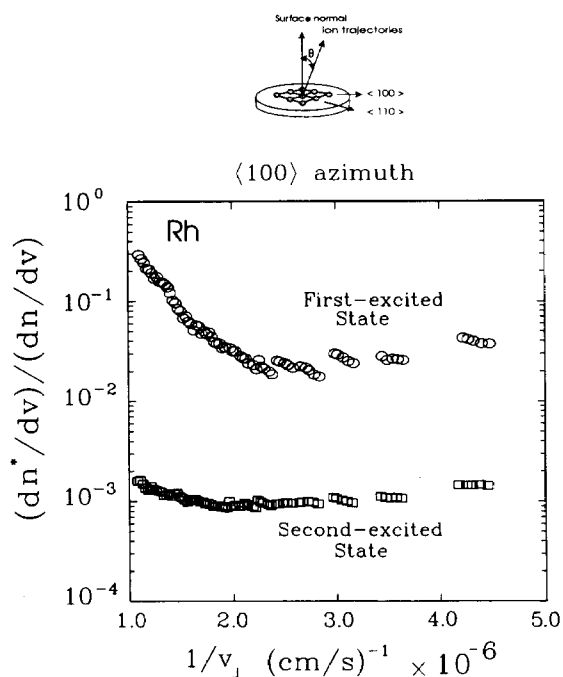 Surface normal
ion trajectories
θ
< 100 >
< 110 >
⟨100⟩ azimuth
(dn*/dv)/(dn/dv)
10⁰
10⁻¹
10⁻²
10⁻³
10⁻⁴
Rh
First-excited
State
Second-excited
State
1.0 2.0 3.0 4.0 5.0
1/v⊥ (cm/s)⁻¹ × 10⁻⁶